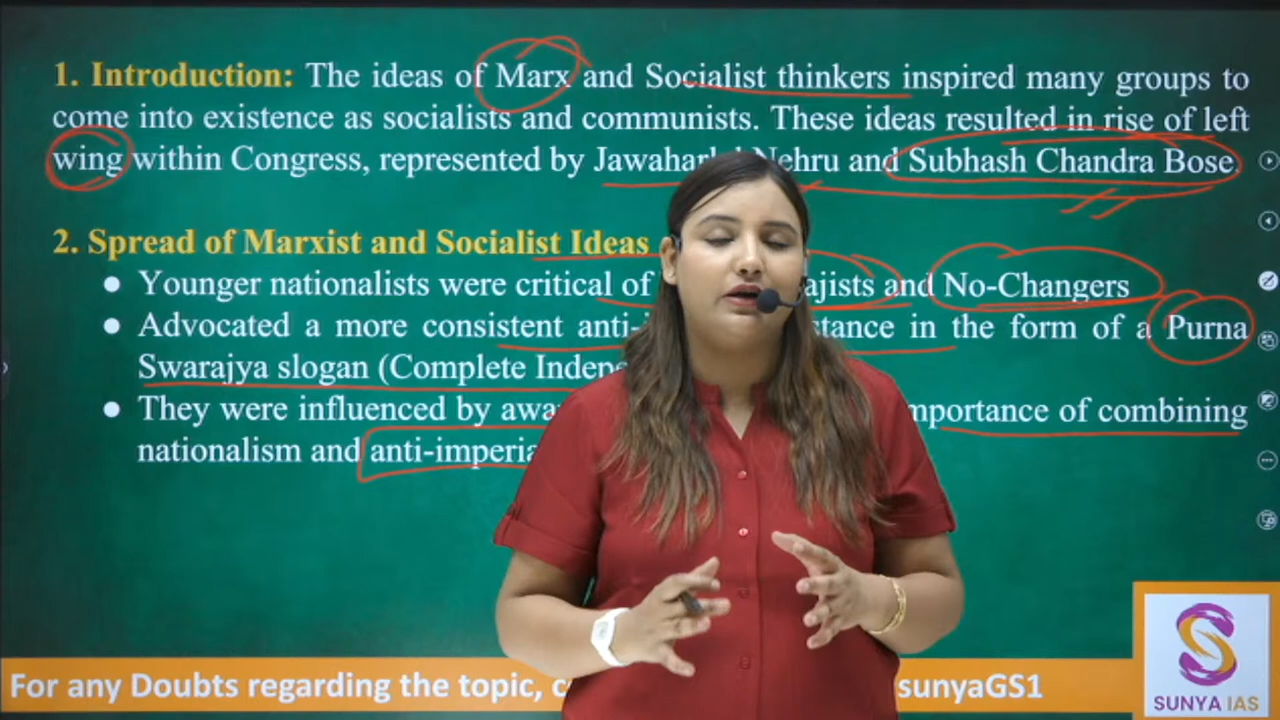 1. Introduction: The ideas of Marx and Socialist thinkers inspired many groups to
come into existence as socialists and communists. These ideas resulted in rise of left
wing within Congress, represented by Jawaharlal Nehru and Subhash Chandra Bose.
2. Spread of Marxist and Socialist Ideas
● Younger nationalists were critical of ajists and No-Changers
● Advocated a more consistent anti- stance in the form of a Purna
Swarajya slogan (Complete Indepe
● They were influenced by awa mportance of combining
nationalism and anti-imperia
For any Doubts regarding the topic, c sunyaGS1
SUNYA IAS